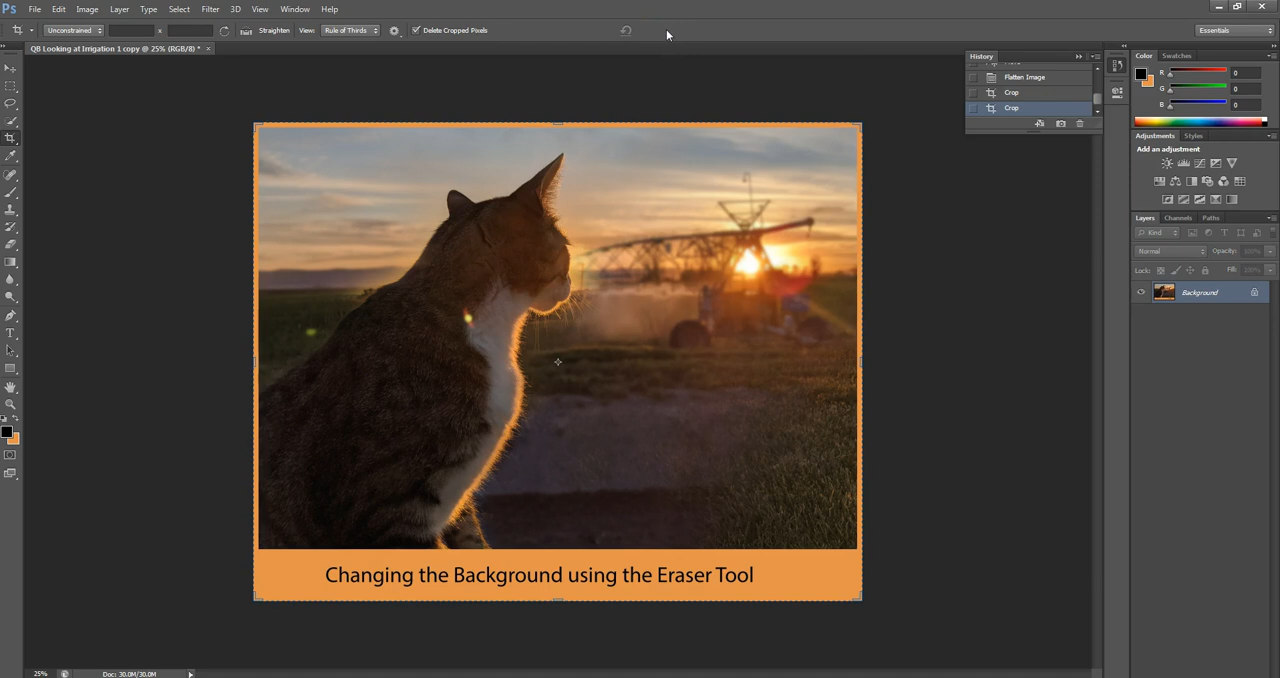 Ps File Edit Image Layer Type Select Filter 3D View Window Help
Unconstrained x Straighten View: Rule of Thirds Delete Cropped Pixels Essentials
QB Looking at Irrigation 1 copy @ 25% (RGB/8) * ×
History
Flatten Image
Crop
Crop
Color Swatches
R 0
G 0
B 0
Adjustments Styles
Add an adjustment
Layers Channels Paths
Kind
Normal Opacity: 100%
Lock: Fill: 100%
Background
Changing the Background using the Eraser Tool
25% Doc: 30.0M/30.0M